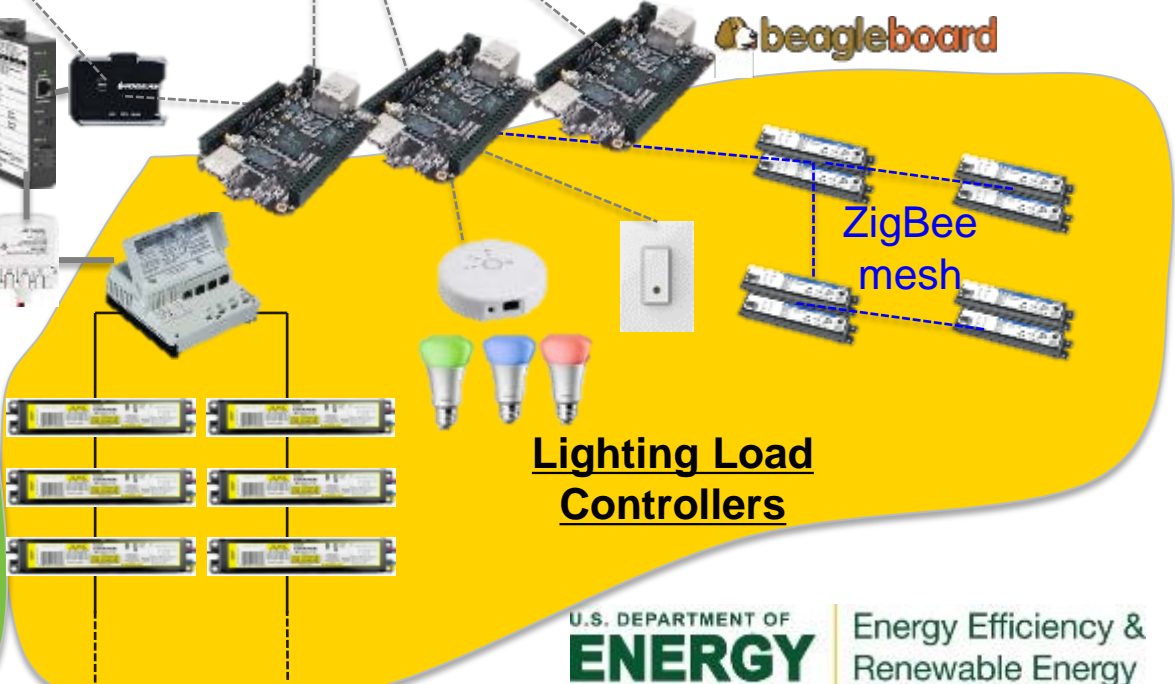 beagleboard
ZigBee
mesh
Lighting Load
Controllers
U.S. DEPARTMENT OF
ENERGY
Energy Efficiency &
Renewable Energy